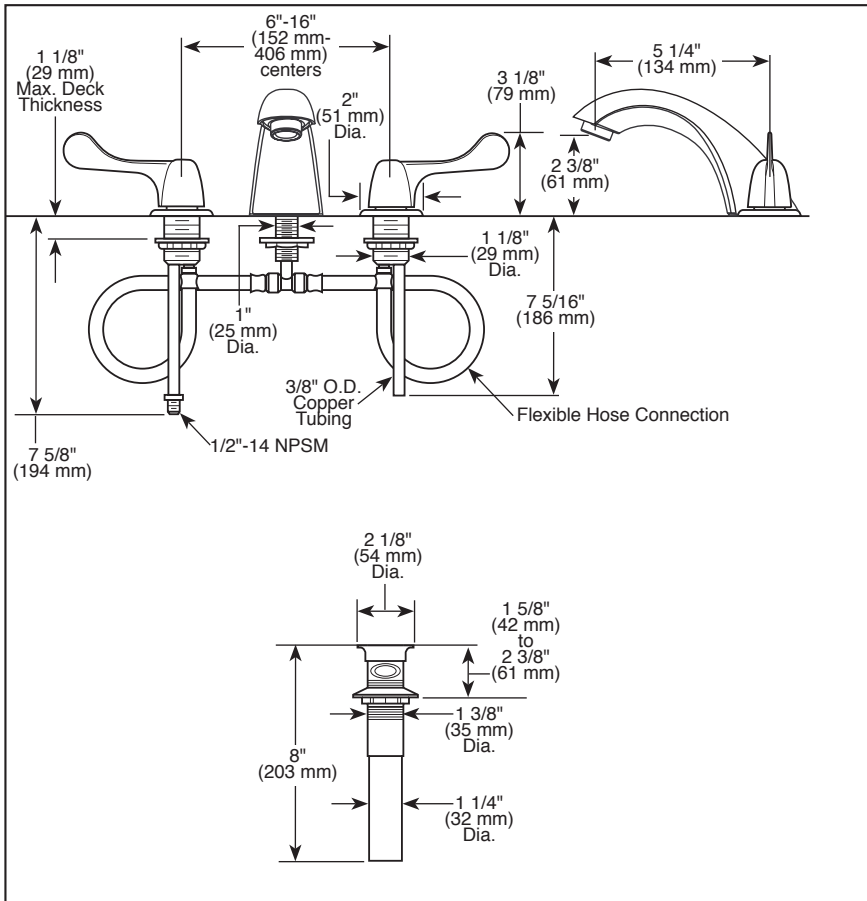 6"-16"
(152 mm-
406 mm)
centers
1 1/8"
(29 mm)
Max. Deck
Thickness
2"
(51 mm)
Dia.
3 1/8"
(79 mm)
5 1/4"
(134 mm)
2 3/8"
(61 mm)
1 1/8"
(29 mm)
Dia.
7 5/16"
(186 mm)
1"
(25 mm)
Dia.
3/8" O.D.
Copper
Tubing
Flexible Hose Connection
1/2"-14 NPSM
7 5/8"
(194 mm)
2 1/8"
(54 mm)
Dia.
1 5/8"
(42 mm)
to
2 3/8"
(61 mm)
1 3/8"
(35 mm)
Dia.
8"
(203 mm)
1 1/4"
(32 mm)
Dia.